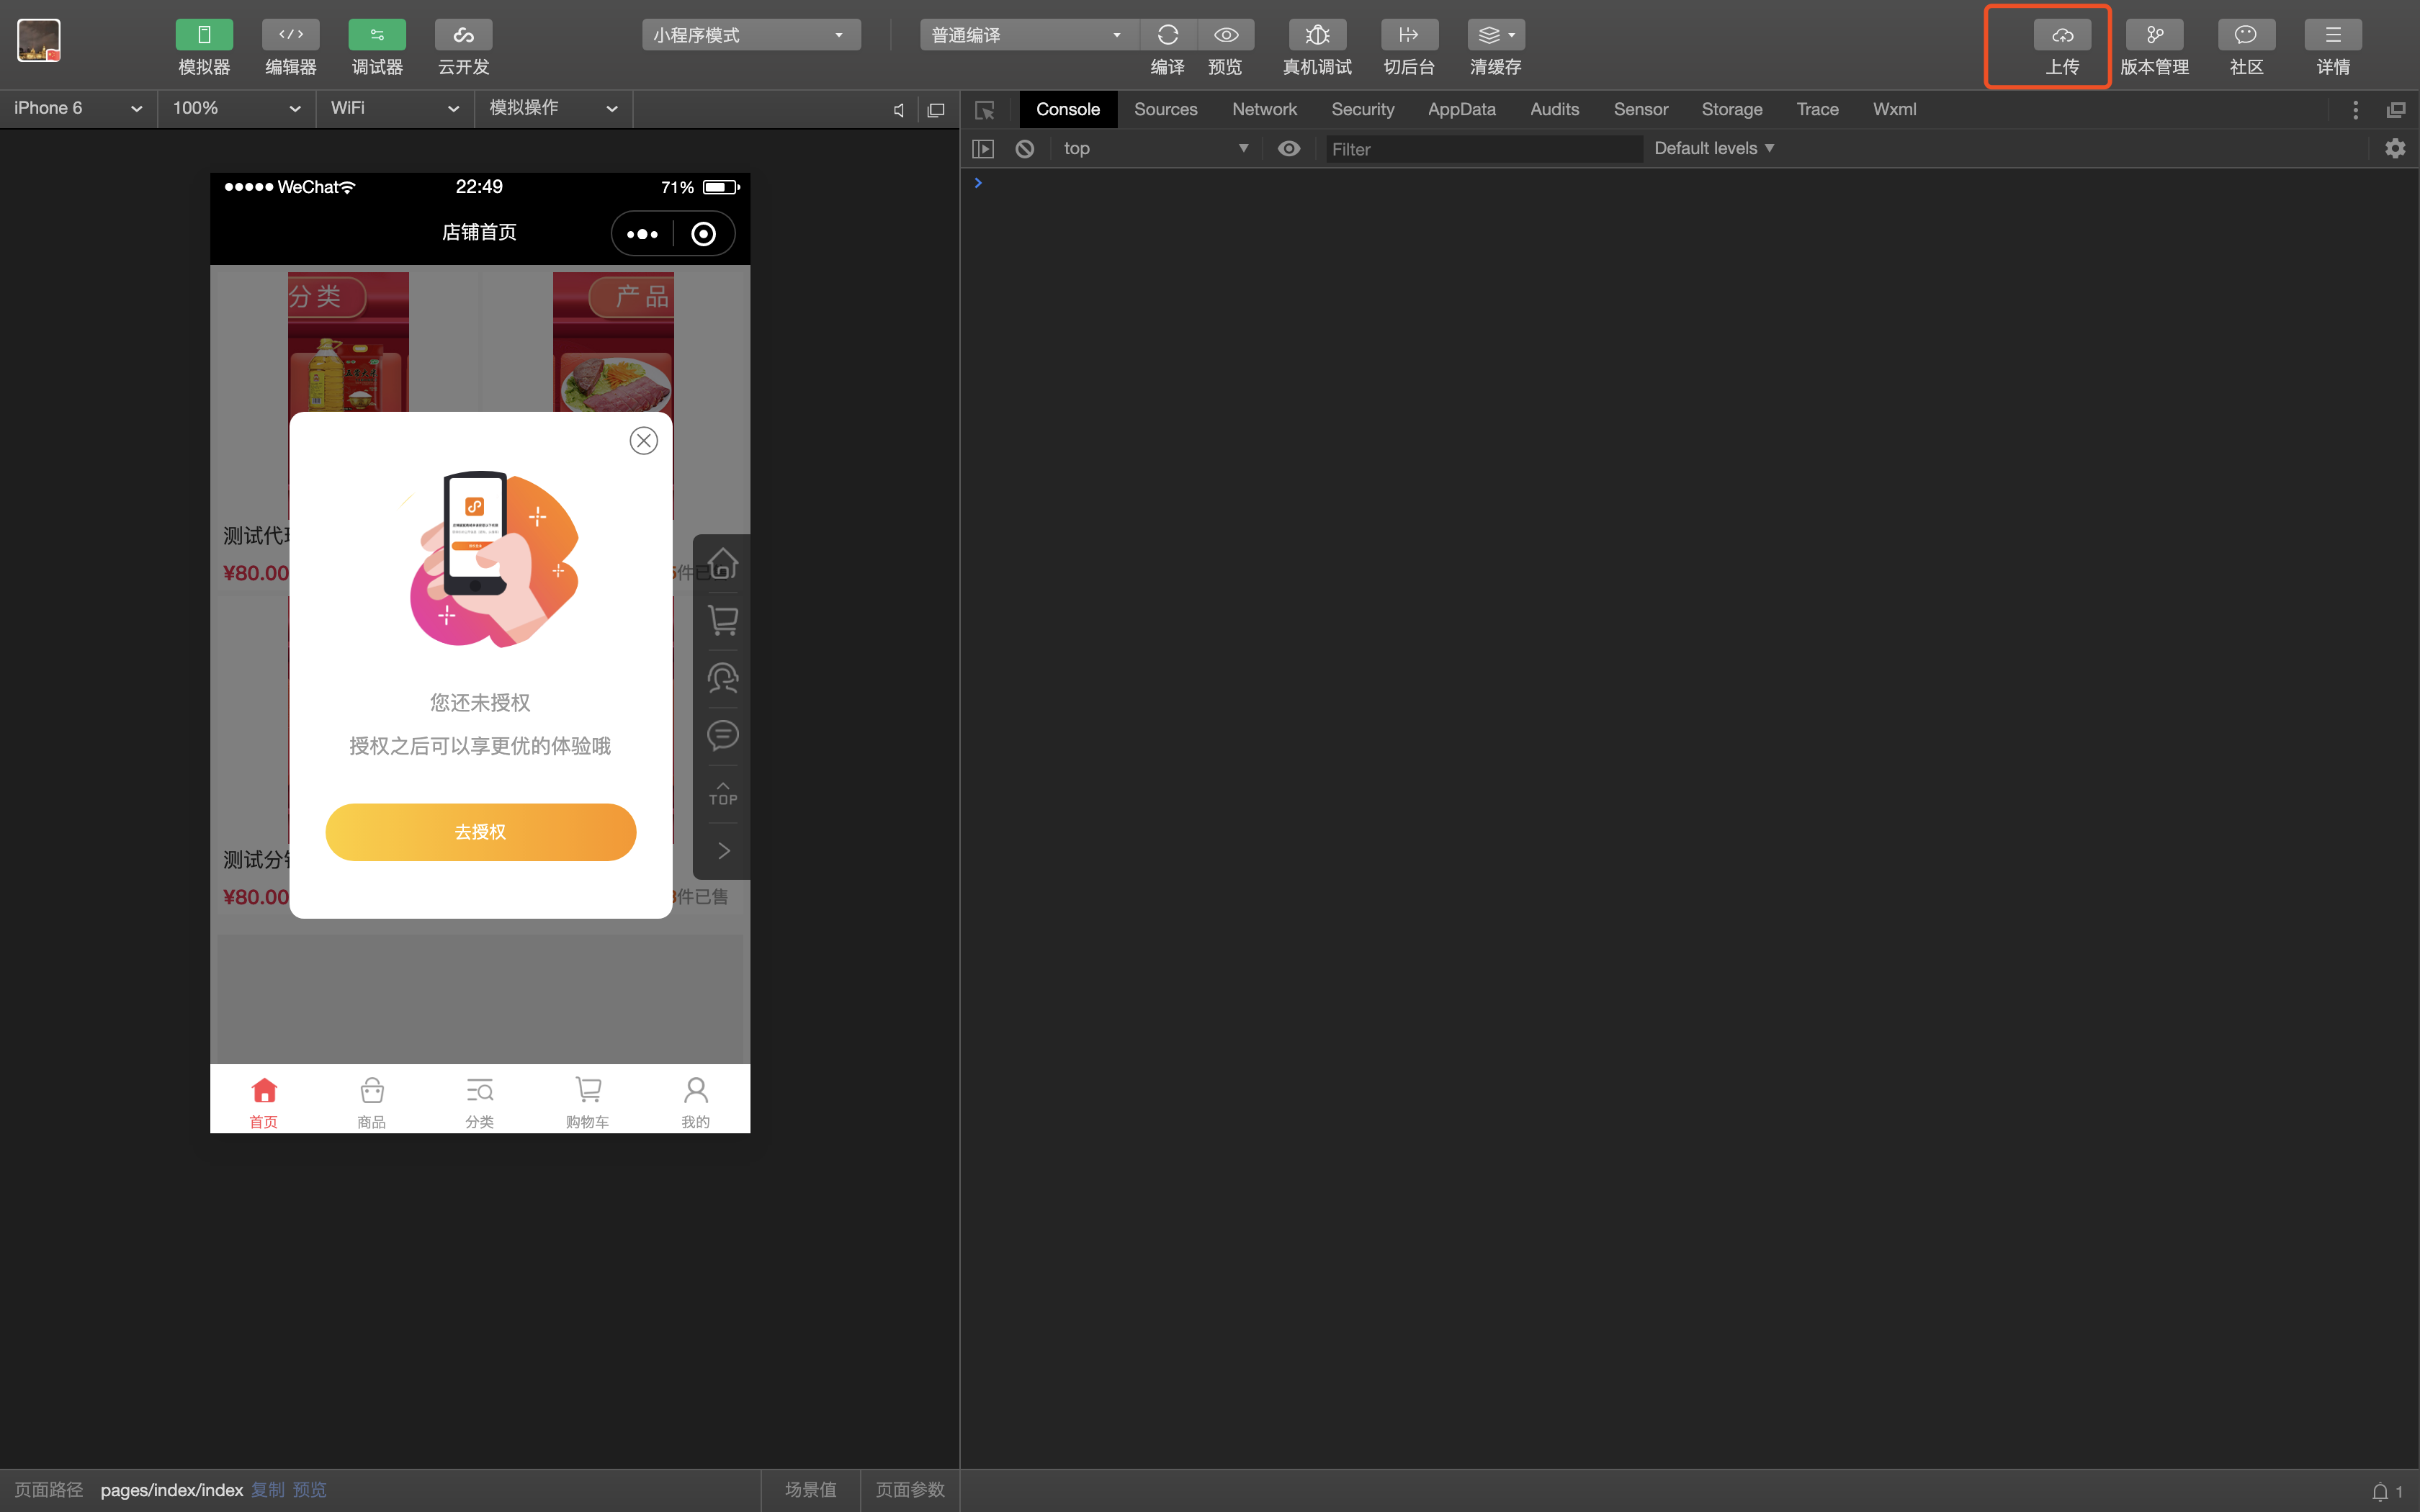 模拟器 编辑器 调试器 云开发 小程序模式 普通编译 编译 预览 真机调试 切后台 清缓存 上传 版本管理 社区 详情
iPhone 6 100% WiFi 模拟操作
Console Sources Network Security AppData Audits Sensor Storage Trace Wxml
top Filter Default levels
WeChat 22:49 71%
店铺首页
分类 产品
测试代
¥80.00 件已
您还未授权
授权之后可以享更优的体验哦
TOP
去授权
测试分
¥80.00 件已售
首页 商品 分类 购物车 我的
页面路径 pages/index/index 复制 预览 场景值 页面参数 1